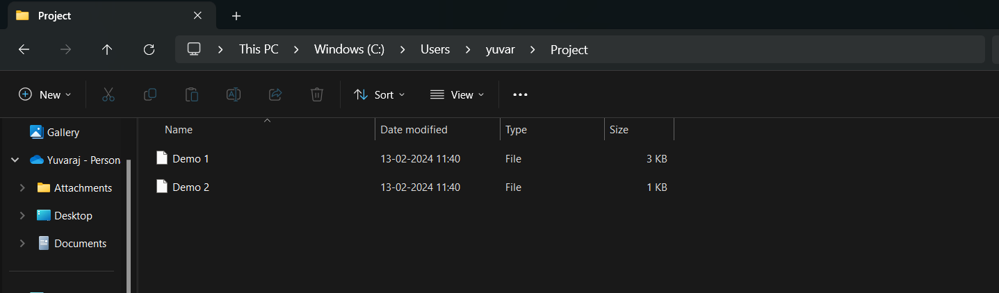 Project
This PC Windows (C:) Users yuvar Project
New Sort View
Gallery
Yuvaraj - Person
Attachments
Desktop
Documents
Name Date modified Type Size
Demo 1 13-02-2024 11:40 File 3 KB
Demo 2 13-02-2024 11:40 File 1 KB